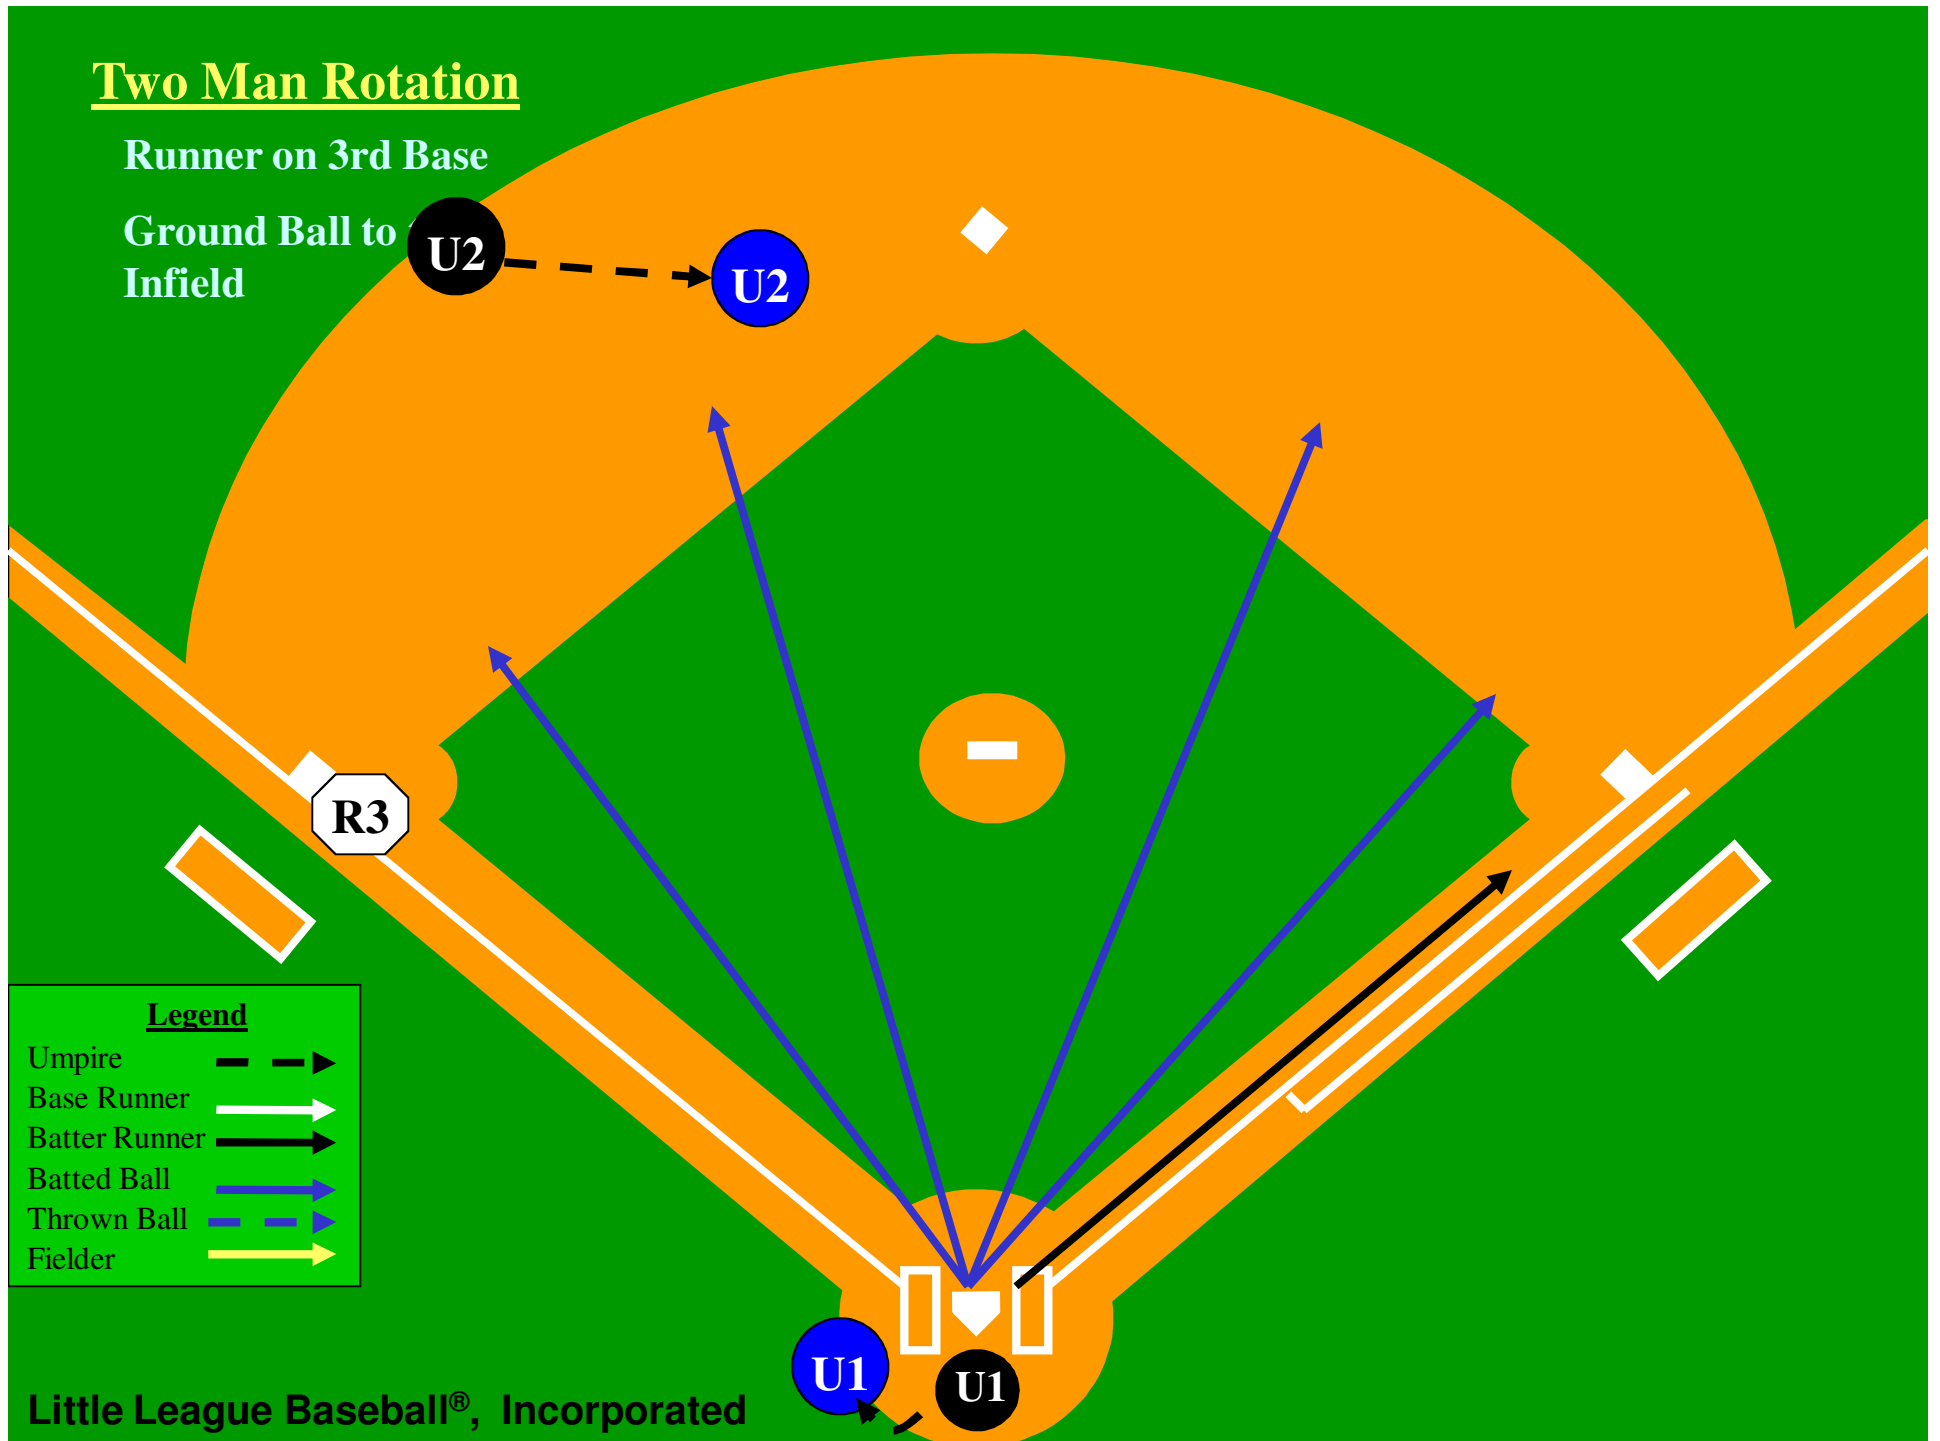 Two Man Rotation
Runner on 3rd Base
Ground Ball to
Infield
U2
U2
R3
Legend
Umpire
Base Runner
Batter Runner
Batted Ball
Thrown Ball
Fielder
U1
U1
Little League Baseball®, Incorporated